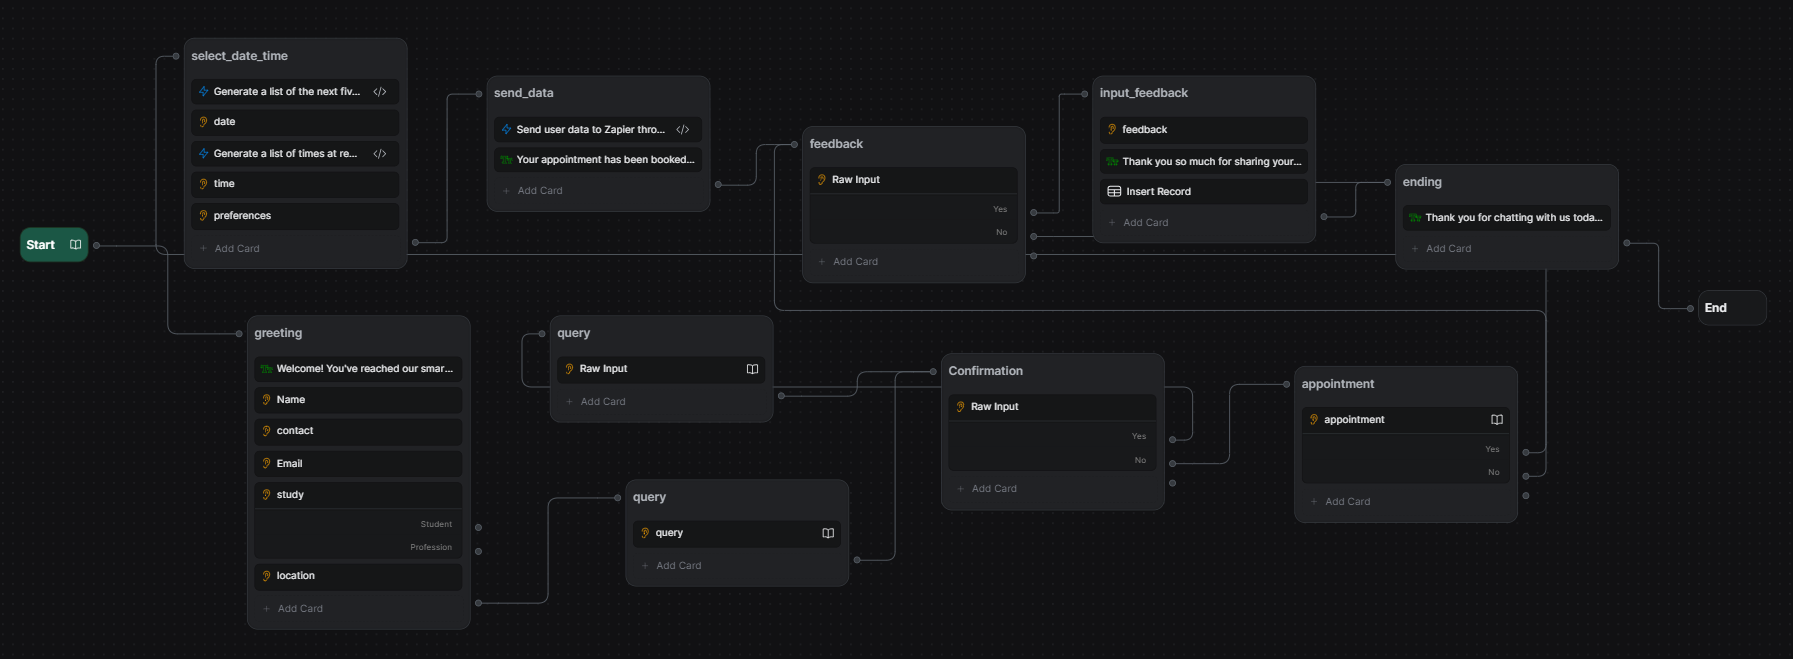 Start
select_date_time
Generate a list of the next fiv...
date
Generate a list of times at re...
time
preferences
Add Card
send_data
Send user data to Zapier thro...
Your appointment has been booked...
Add Card
feedback
Raw Input
Yes
No
Add Card
input_feedback
feedback
Thank you so much for sharing your...
Insert Record
Add Card
ending
Thank you for chatting with us toda...
Add Card
End
greeting
Welcome! You've reached our smar...
Name
contact
Email
study
Student
Profession
location
Add Card
query
Raw Input
Add Card
query
query
Add Card
Confirmation
Raw Input
Yes
No
Add Card
appointment
appointment
Yes
No
Add Card